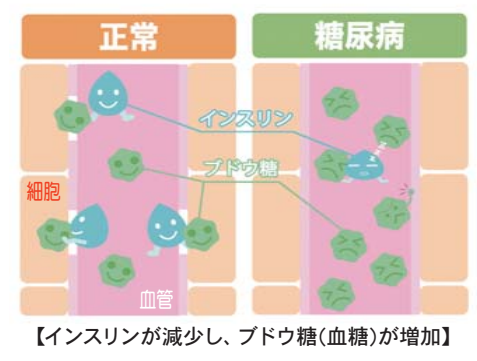 正常
糖尿病
インスリン
ブドウ糖
細胞
血管
【インスリンが減少し、ブドウ糖(血糖)が増加】